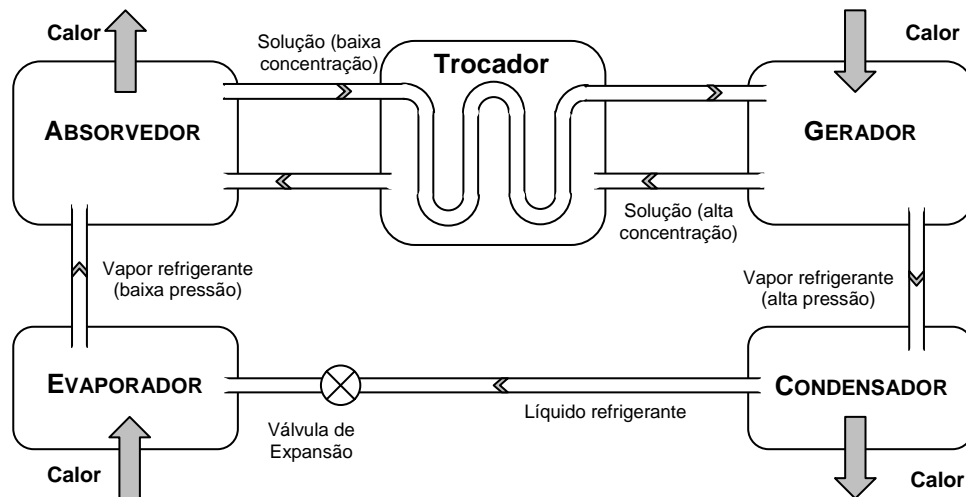 Calor
Solução (baixa
concentração)
Trocador
Calor
ABSORVEDOR
GERADOR
Solução (alta
concentração)
Vapor refrigerante
(baixa pressão)
Vapor refrigerante
(alta pressão)
EVAPORADOR
CONDENSADOR
Líquido refrigerante
Válvula de
Expansão
Calor
Calor